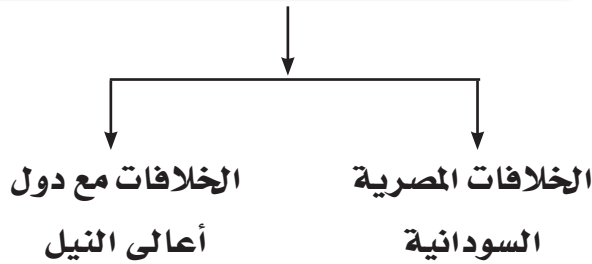 الخلافات المصرية
السودانية
الخلافات مع دول
أعالى النيل